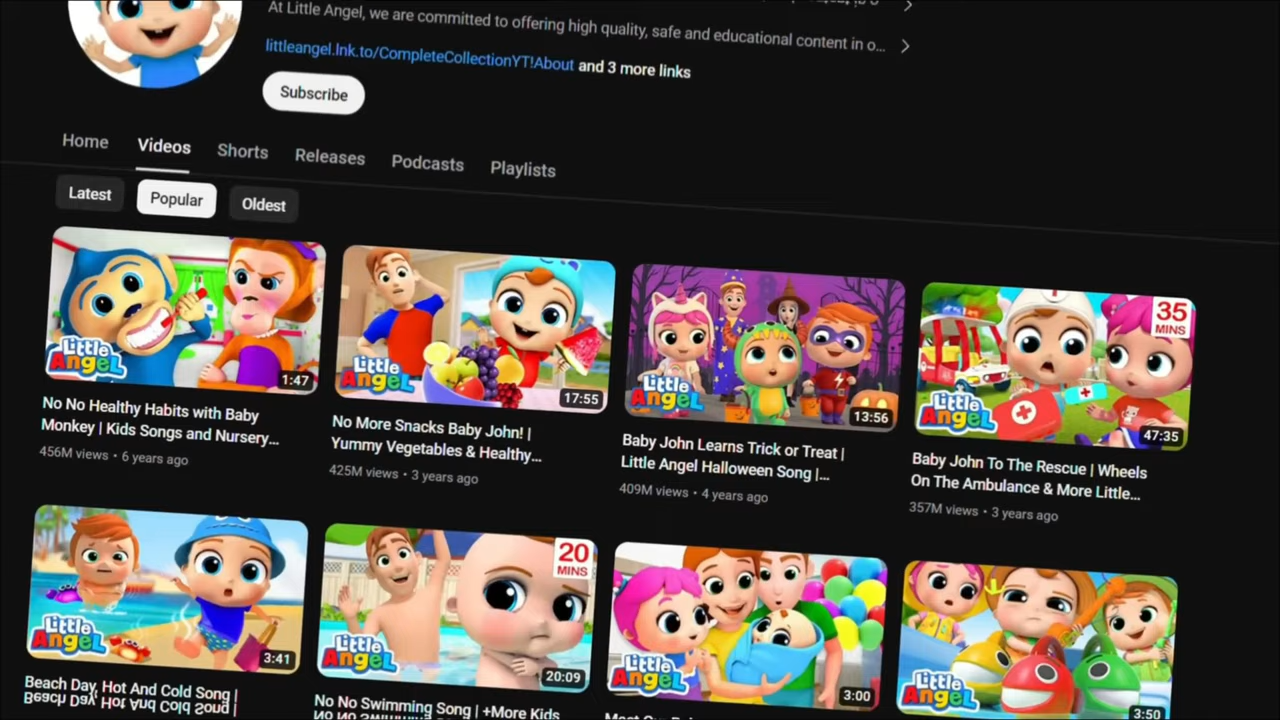 At Little Angel, we are committed to offering high quality, safe and educational content in o...
littleangel.lnk.to/CompleteCollectionYT!About and 3 more links
Subscribe
Home Videos Shorts Releases Podcasts Playlists
Latest Popular Oldest
Little Angel
1:47
Little Angel
17:55
Little Angel
13:56
35 MINS
Little Angel
47:35
No No Healthy Habits with Baby
Monkey | Kids Songs and Nursery...
456M views • 6 years ago
No More Snacks Baby John! |
Yummy Vegetables & Healthy...
425M views • 3 years ago
Baby John Learns Trick or Treat |
Little Angel Halloween Song |...
409M views • 4 years ago
Baby John To The Rescue | Wheels
On The Ambulance & More Little...
357M views • 3 years ago
Little Angel
3:41
20 MINS
Little Angel
20:09
Little Angel
3:00
Little Angel
3:50
Beach Day, Hot And Cold Song |
No No Swimming Song | +More Kids